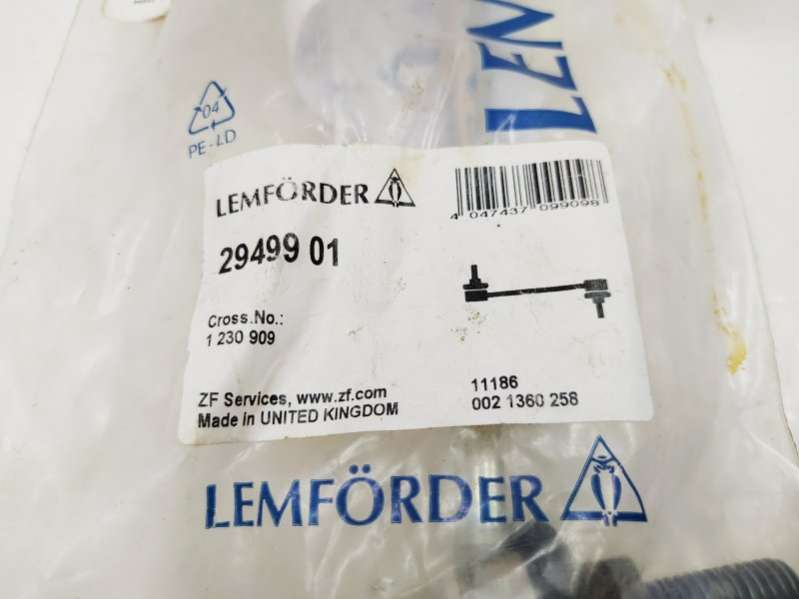 LEM
04
PE-LD
LEMFÖRDER
4 047437 099098
29499 01
Cross.No.:
1 230 909
ZF Services, www.zf.com
Made in UNITED KINGDOM
11186
002 1360 258
LEMFÖRDER